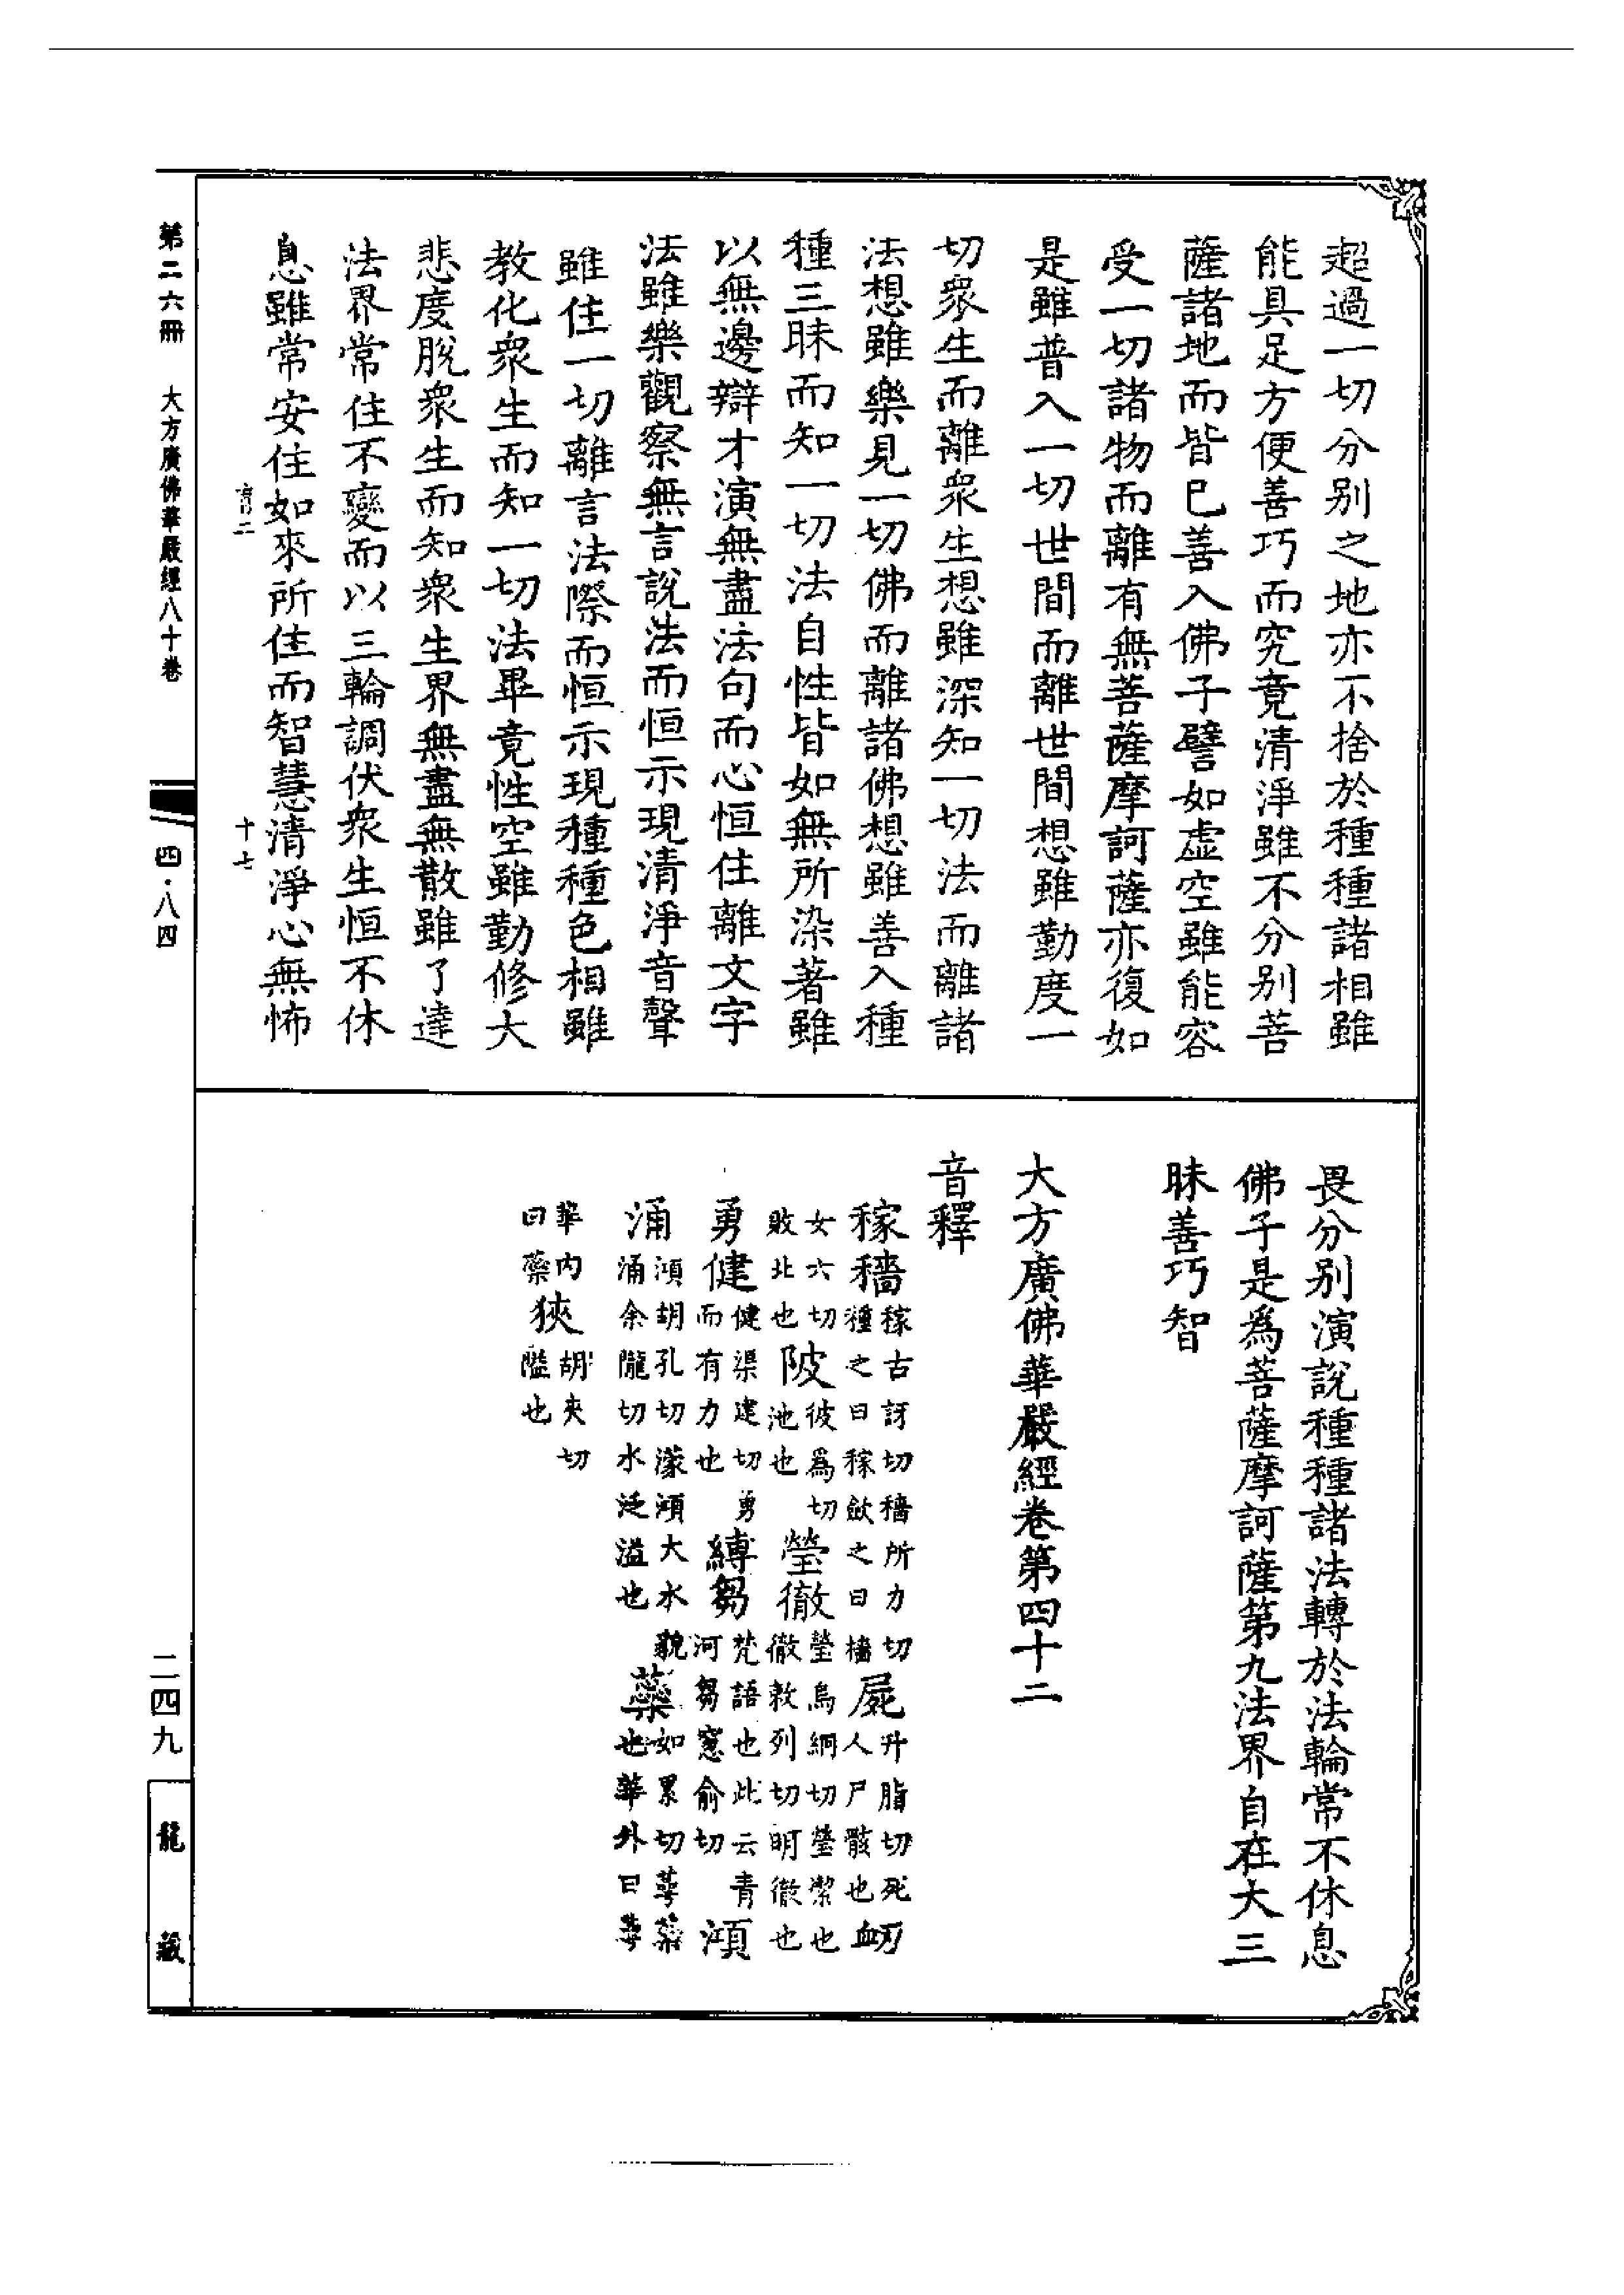 超過一切分别之地亦不捨於種種諸相雖
能具足方便善巧而究竟清淨雖不分别菩
薩諸地而皆已善入佛子譬如虛空雖能容
受一切諸物而離有無菩薩摩訶薩亦復如
是雖普入一切世間而離世間想雖勤度一
切衆生而離衆生想雖深知一切法而離諸
法想雖樂見一切佛而離諸佛想雖善入種
種三昧而知一切法自性皆如無所染著雖
以無邊辯才演無盡法句而心恒住離文字
法雖樂觀察無言說法而恒示現清淨音聲
雖住一切離言法際而恒示現種種色相雖
教化衆生而知一切法畢竟性空雖勤修大
悲度脫衆生而知衆生界無盡無散雖了達
法界常住不變而以三輪調伏衆生恒不休
息雖常安住如來所住而智慧清淨心無怖
十七
畏分别演說種種諸法轉於法輪常不休息
佛子是爲菩薩摩訶薩第九法界自在大三
昧善巧智
大方廣佛華嚴經卷第四十二
音釋
稼穡稼古訝切穡所力切種之曰稼斂之曰穡屍升脂切死人尸骸也衂
女六切敗北也陂彼爲切池也瑩徹瑩烏絅切瑩潔也徹敕列切明徹也
勇健健渠建切勇而有力也縛芻梵語也此云青河芻窻俞切澒
涌澒胡孔切濛澒大水貌涌余隴切水泛溢也蘂如累切蕚蘂也華外曰蕚
華内曰蘂狹胡夾切隘也
第二六冊 大方廣佛華嚴經八十卷
四·八四
二四九
龍藏